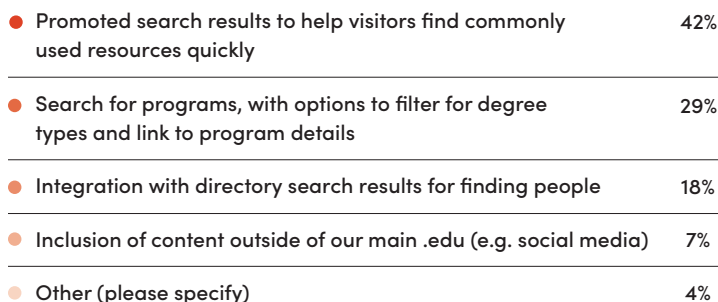 Promoted search results to help visitors find commonly 42%
used resources quickly
Search for programs, with options to filter for degree 29%
types and link to program details
Integration with directory search results for finding people 18%
Inclusion of content outside of our main .edu (e.g. social media) 7%
Other (please specify) 4%